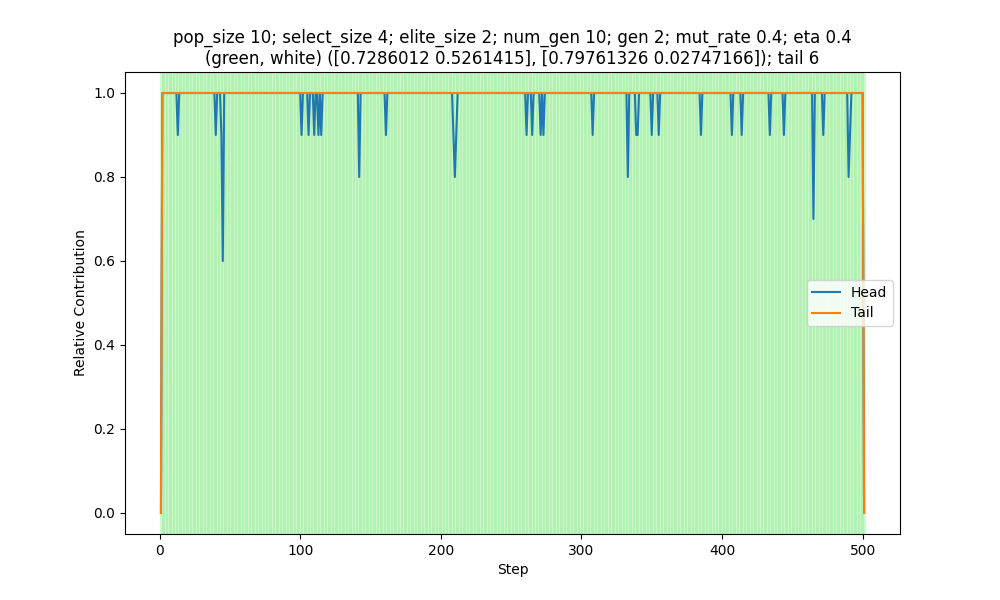 pop_size 10; select_size 4; elite_size 2; num_gen 10; gen 2; mut_rate 0.4; eta 0.4
(green, white) ([0.7286012 0.5261415], [0.79761326 0.02747166]); tail 6
1.0
0.8
0.6
0.4
0.2
0.0
Relative Contribution
Head
Tail
0
100
200
300
400
500
Step